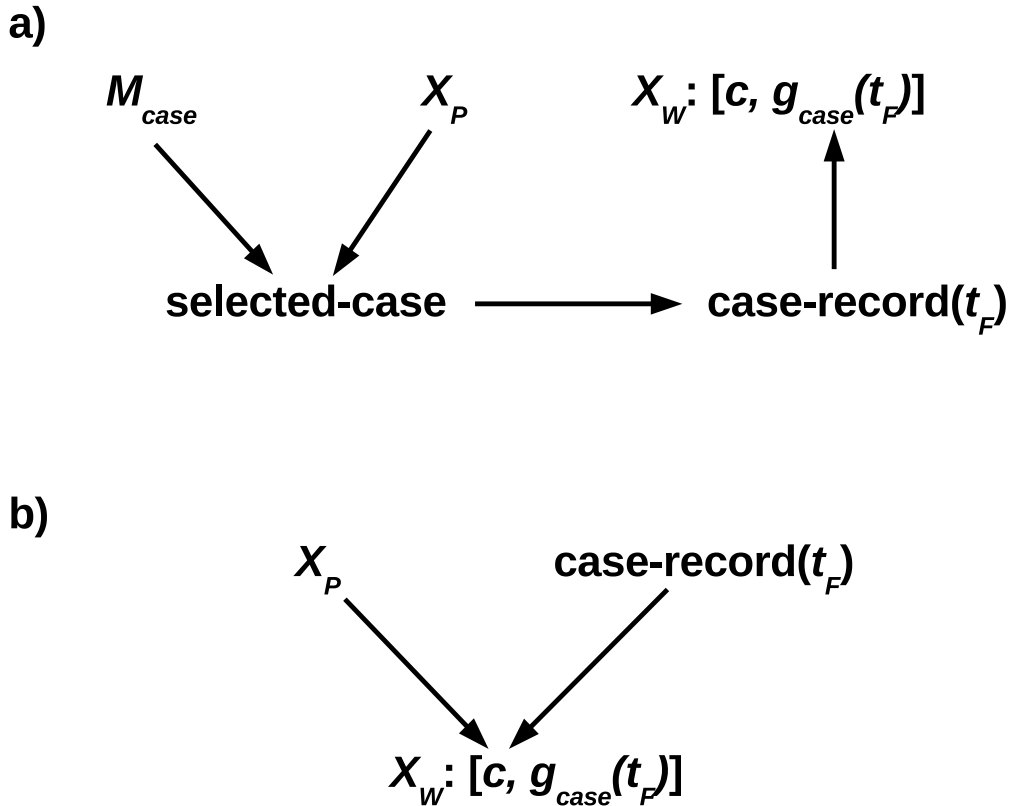 a)
M_case X_P X_W: [c, g_case(t_F)]
selected-case case-record(t_F)
b)
X_P case-record(t_F)
X_W: [c, g_case(t_F)]